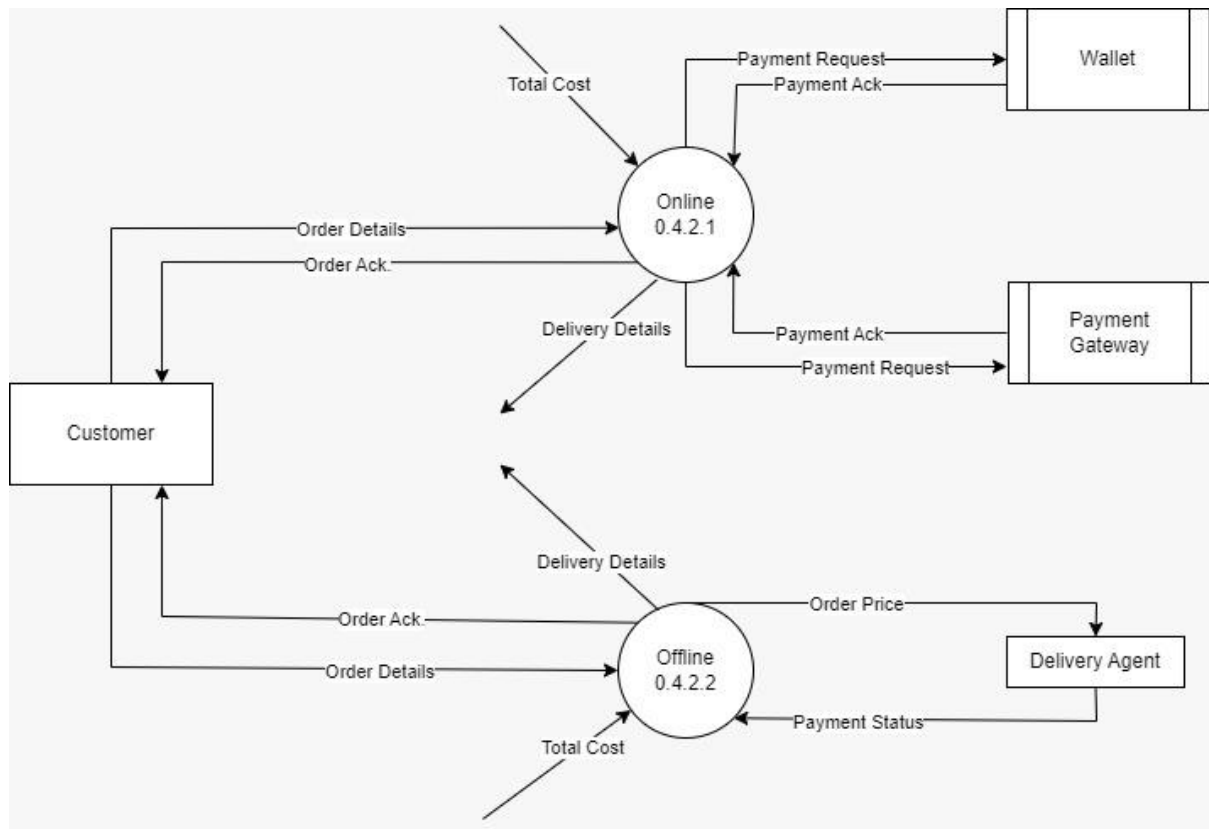 Payment Request
Wallet
Total Cost
Payment Ack
Online
0.4.2.1
Order Details
Order Ack.
Delivery Details
Payment Ack
Payment
Gateway
Payment Request
Customer
Delivery Details
Order Price
Order Ack.
Offline
0.4.2.2
Delivery Agent
Order Details
Payment Status
Total Cost